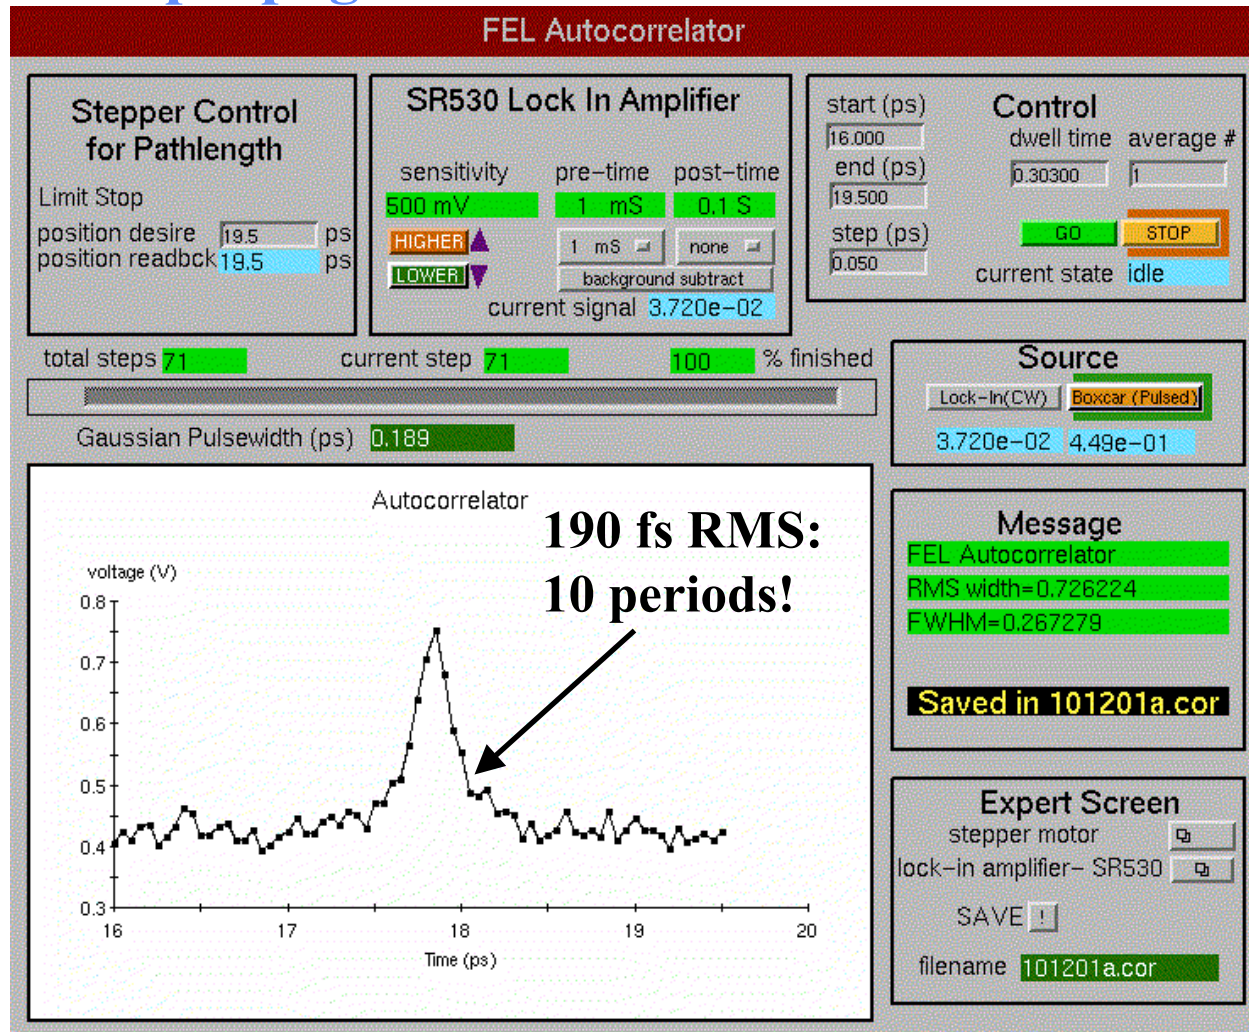 FEL Autocorrelator
Stepper Control
for Pathlength
Limit Stop
position desire 19.5 ps
position readbck 19.5 ps
SR530 Lock In Amplifier
sensitivity pre-time post-time
500 mV 1 mS 0.1 S
HIGHER 1 mS none
LOWER background subtract
current signal 3.720e-02
Control
start (ps)
16.000
end (ps)
19.500
step (ps)
0.050
dwell time average #
0.30300 1
GO STOP
current state idle
total steps 71 current step 71 100 % finished
Gaussian Pulsewidth (ps) 0.189
Source
Lock-In(CW) Boxcar (Pulsed)
3.720e-02 4.49e-01
Autocorrelator
190 fs RMS:
10 periods!
voltage (V)
0.8
0.7
0.6
0.5
0.4
0.3
16 17 18 19 20
Time (ps)
Message
FEL Autocorrelator
RMS width=0.726224
FWHM=0.267279
Saved in 101201a.cor
Expert Screen
stepper motor
lock-in amplifier- SR530
SAVE !
filename 101201a.cor